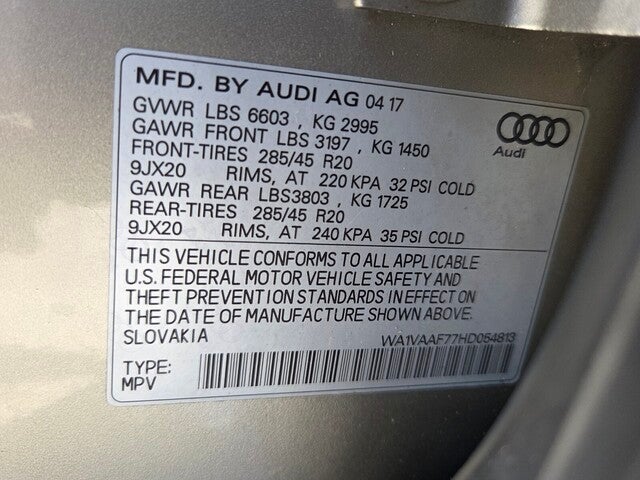 MFD. BY AUDI AG 04 17
GVWR LBS 6603 , KG 2995
GAWR FRONT LBS 3197 , KG 1450
FRONT-TIRES 285/45 R20
9JX20 RIMS, AT 220 KPA 32 PSI COLD
GAWR REAR LBS3803 , KG 1725
REAR-TIRES 285/45 R20
9JX20 RIMS, AT 240 KPA 35 PSI COLD
Audi
THIS VEHICLE CONFORMS TO ALL APPLICABLE
U.S. FEDERAL MOTOR VEHICLE SAFETY AND
THEFT PREVENTION STANDARDS IN EFFECT ON
THE DATE OF MANUFACTURE SHOWN ABOVE.
SLOVAKIA WA1VAAF77HD054813
TYPE:
MPV